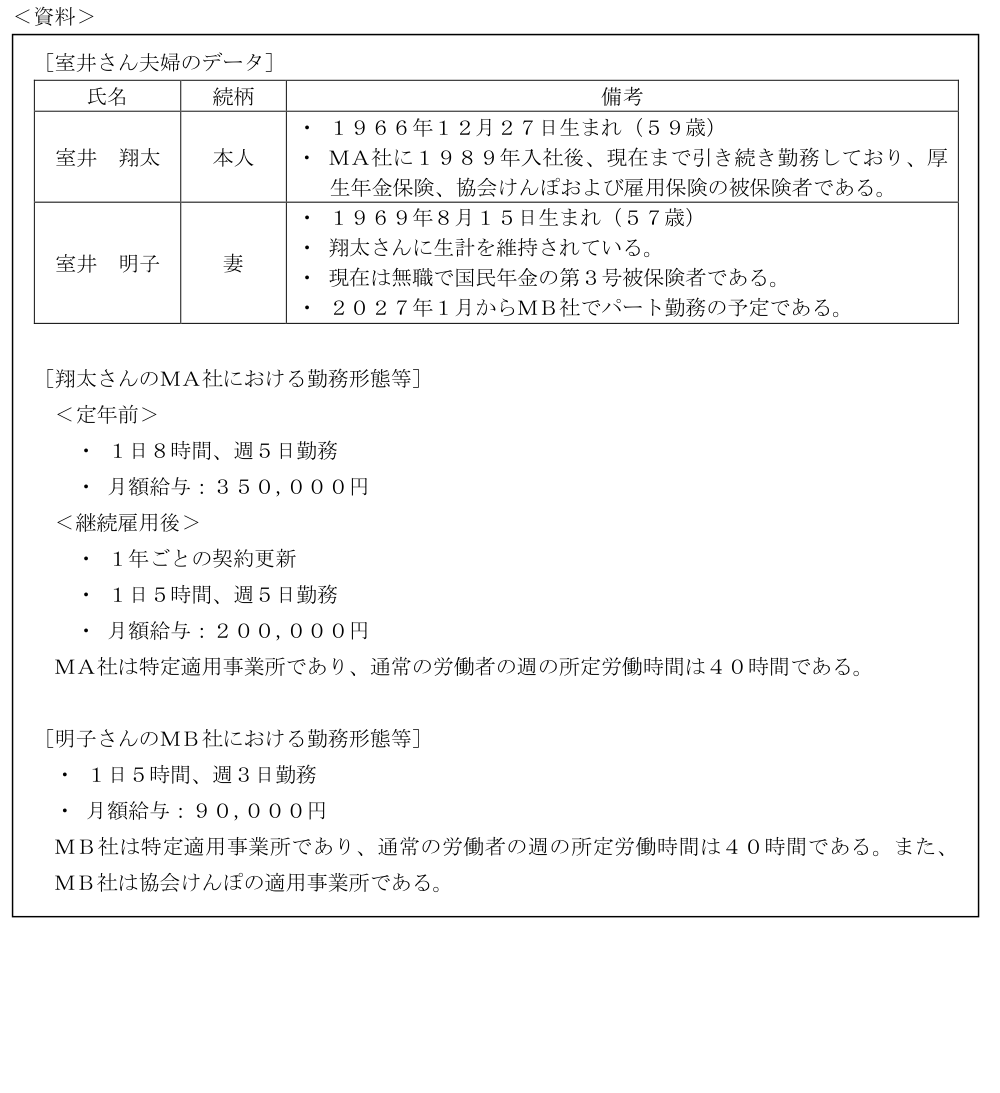 ＜資料＞
［室井さん夫婦のデータ］
氏名 続柄 備考
室井　翔太 本人
・ １９６６年１２月２７日生まれ（５９歳）
・ ＭＡ社に１９８９年入社後、現在まで引き続き勤務しており、厚
生年金保険、協会けんぽおよび雇用保険の被保険者である。
室井　明子 妻
・ １９６９年８月１５日生まれ（５７歳）
・ 翔太さんに生計を維持されている。
・ 現在は無職で国民年金の第３号被保険者である。
・ ２０２７年１月からＭＢ社でパート勤務の予定である。
［翔太さんのＭＡ社における勤務形態等］
＜定年前＞
・ １日８時間、週５日勤務
・ 月額給与：３５０,０００円
＜継続雇用後＞
・ １年ごとの契約更新
・ １日５時間、週５日勤務
・ 月額給与：２００,０００円
ＭＡ社は特定適用事業所であり、通常の労働者の週の所定労働時間は４０時間である。
［明子さんのＭＢ社における勤務形態等］
・ １日５時間、週３日勤務
・ 月額給与：９０,０００円
ＭＢ社は特定適用事業所であり、通常の労働者の週の所定労働時間は４０時間である。また、
ＭＢ社は協会けんぽの適用事業所である。